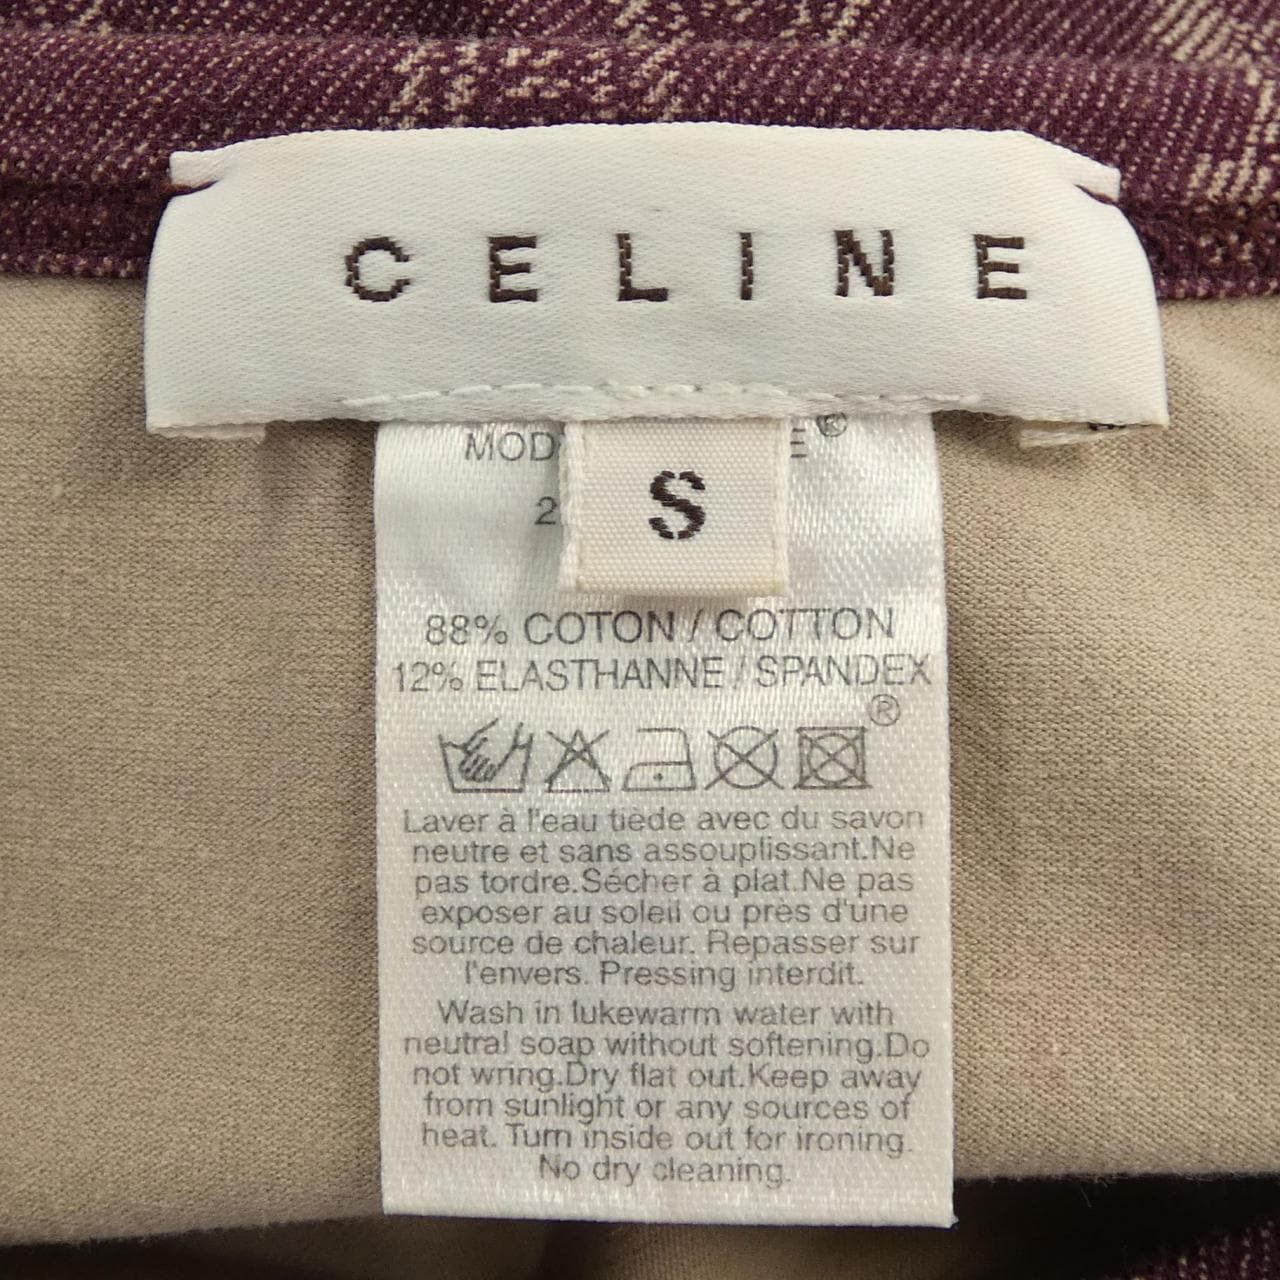 CELINE
S
88% COTON / COTTON
12% ELASTHANNE / SPANDEX
®
Laver à l'eau tiède avec du savon
neutre et sans assouplissant.Ne
pas tordre.Sécher à plat.Ne pas
exposer au soleil ou près d'une
source de chaleur. Repasser sur
l'envers. Pressing interdit.
Wash in lukewarm water with
neutral soap without softening.Do
not wring.Dry flat out.Keep away
from sunlight or any sources of
heat. Turn inside out for ironing.
No dry cleaning.